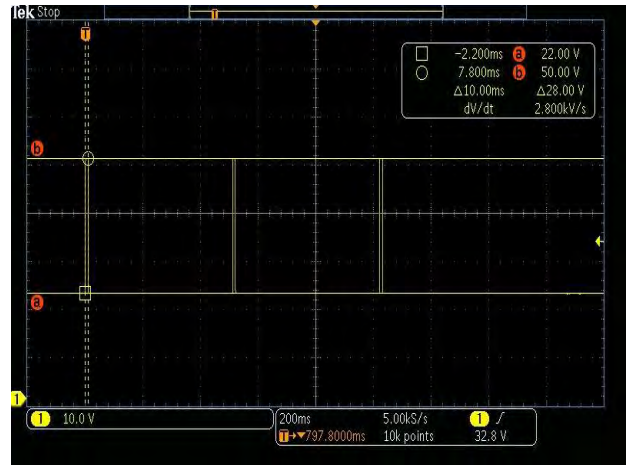 Tek Stop
T
T
−2.200ms a 22.00 V
7.800ms b 50.00 V
Δ10.00ms Δ28.00 V
dV/dt 2.800kV/s
b
a
1
1 10.0 V
200ms 5.00kS/s 1
T→▼797.8000ms 10k points 32.8 V